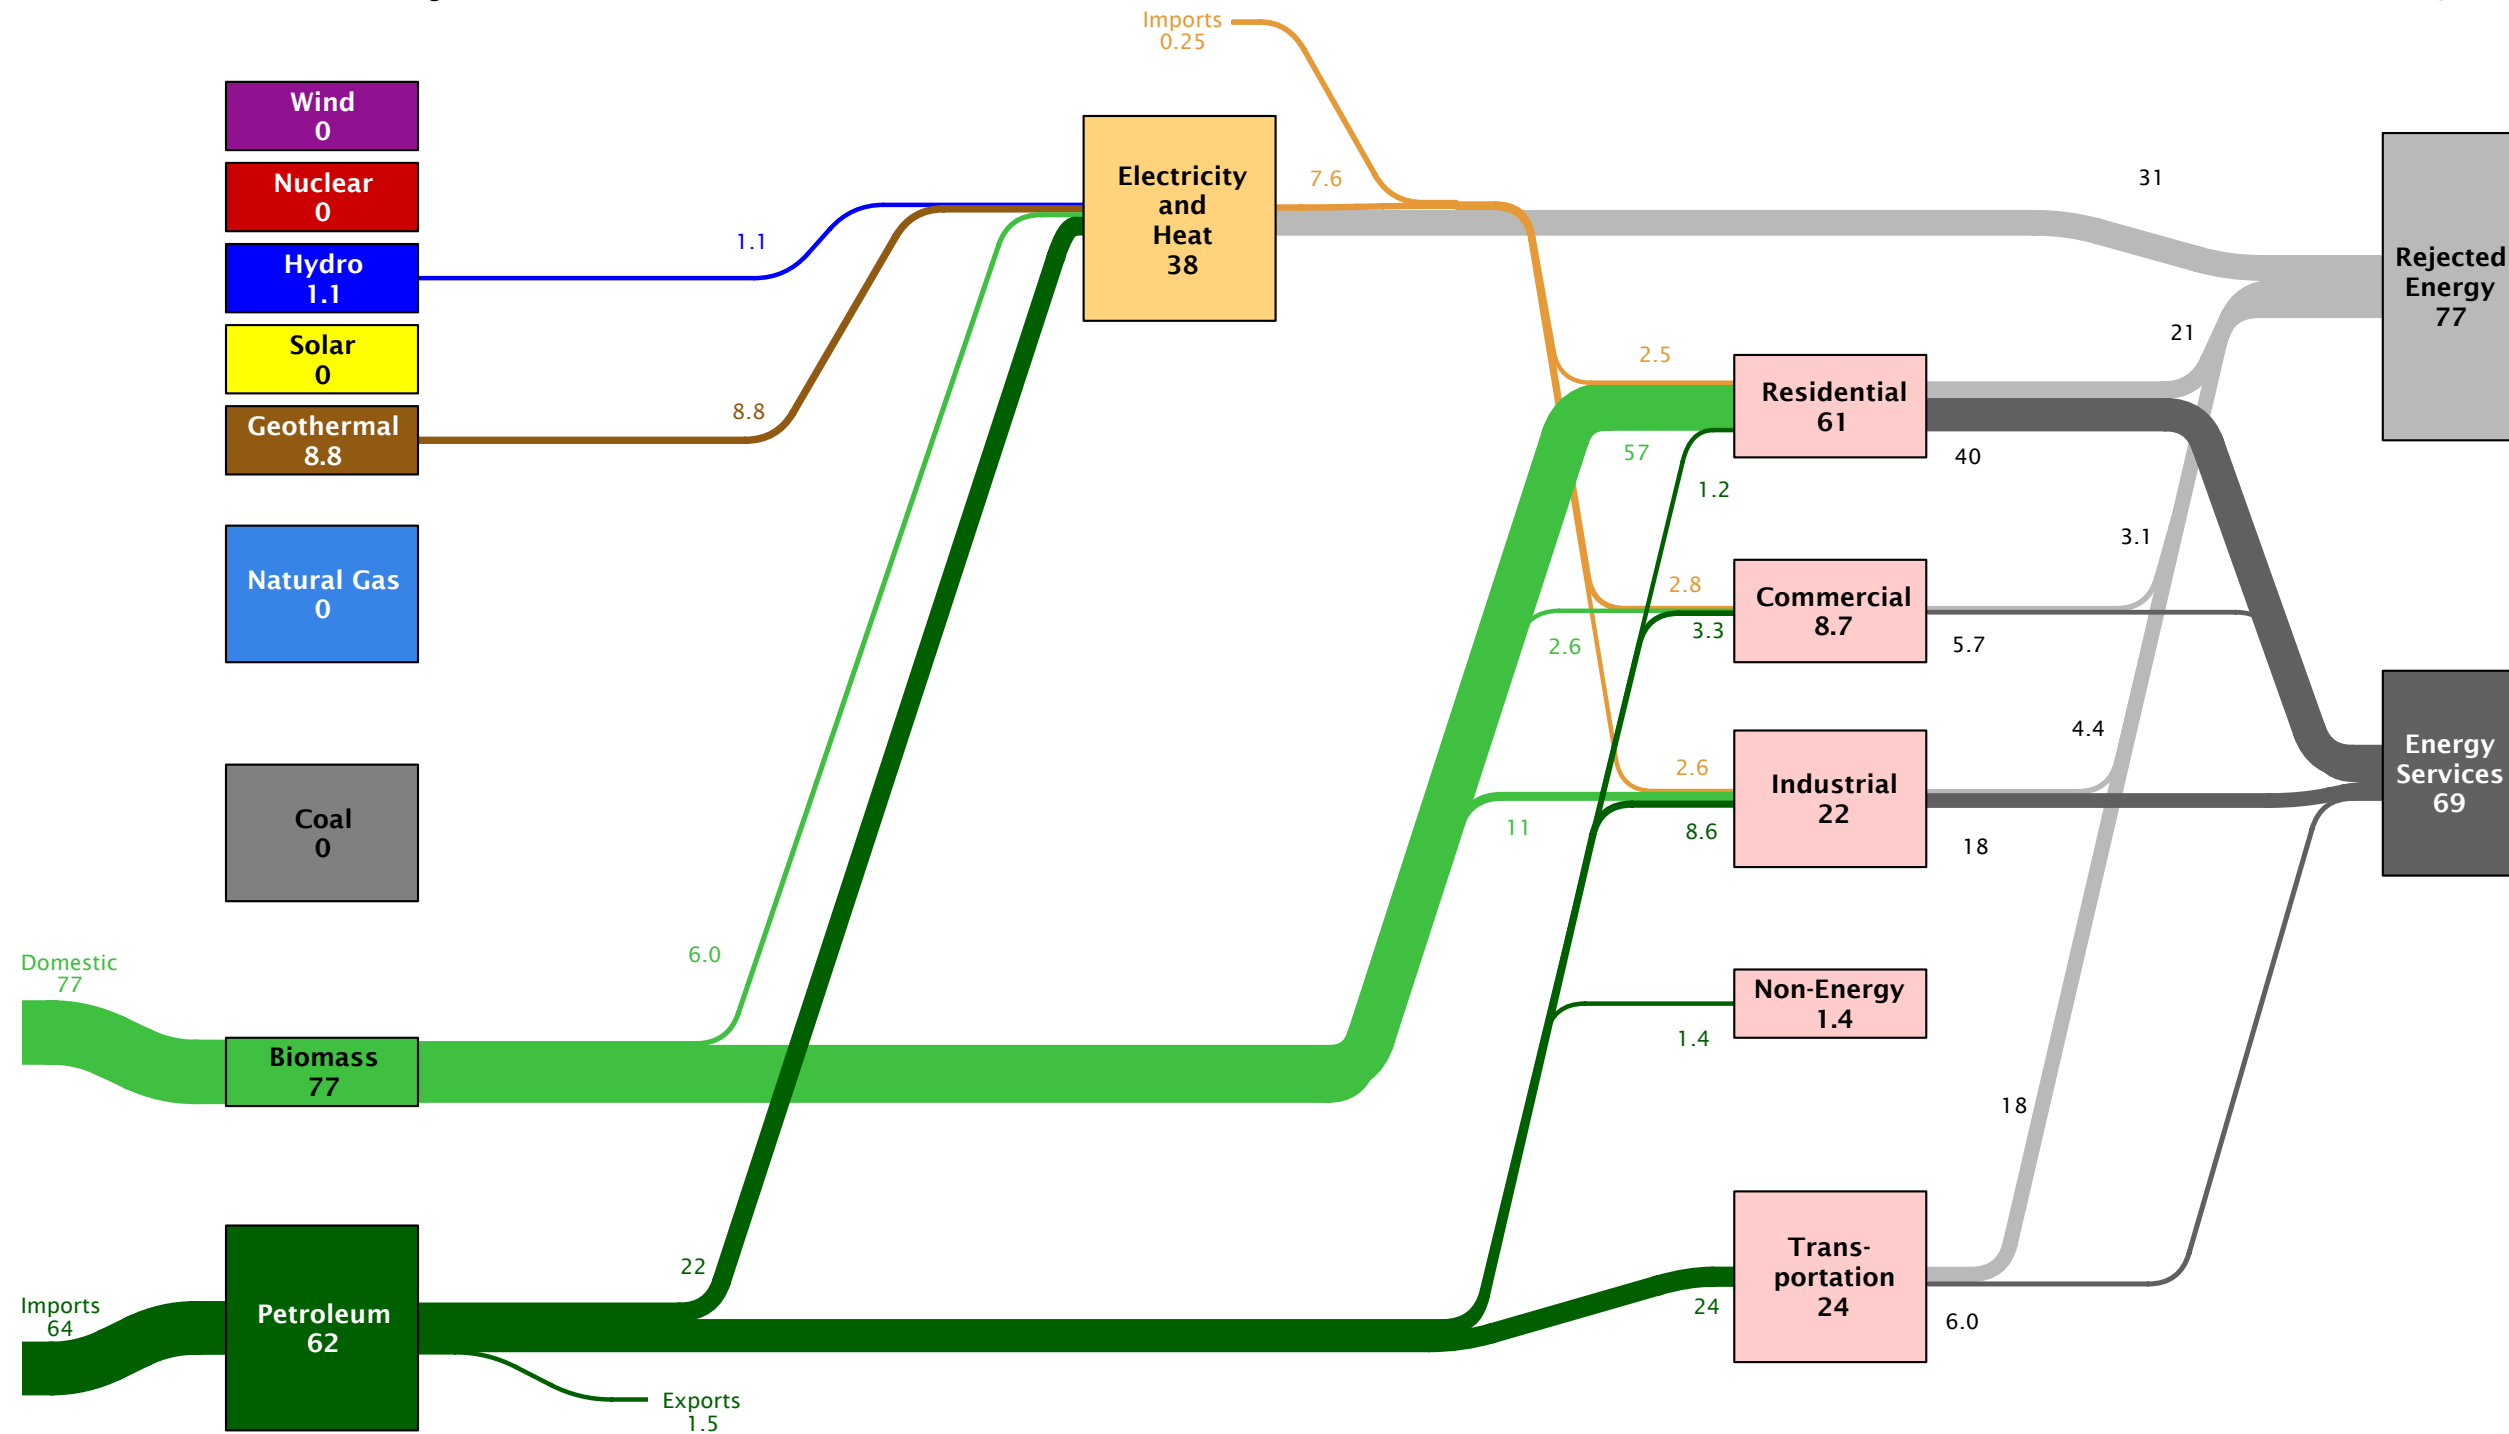 Imports
0.25
Wind
0
Nuclear
0
Hydro
1.1
Solar
0
Geothermal
8.8
Natural Gas
0
Coal
0
Domestic
77
Biomass
77
Imports
64
Petroleum
62
Exports
1.5
1.1
8.8
6.0
22
Electricity
and
Heat
38
7.6
2.5
57
1.2
2.8
2.6
3.3
2.6
11
8.6
1.4
24
Residential
61
Commercial
8.7
Industrial
22
Non-Energy
1.4
Trans-
portation
24
31
21
40
3.1
5.7
4.4
18
18
6.0
Rejected
Energy
77
Energy
Services
69